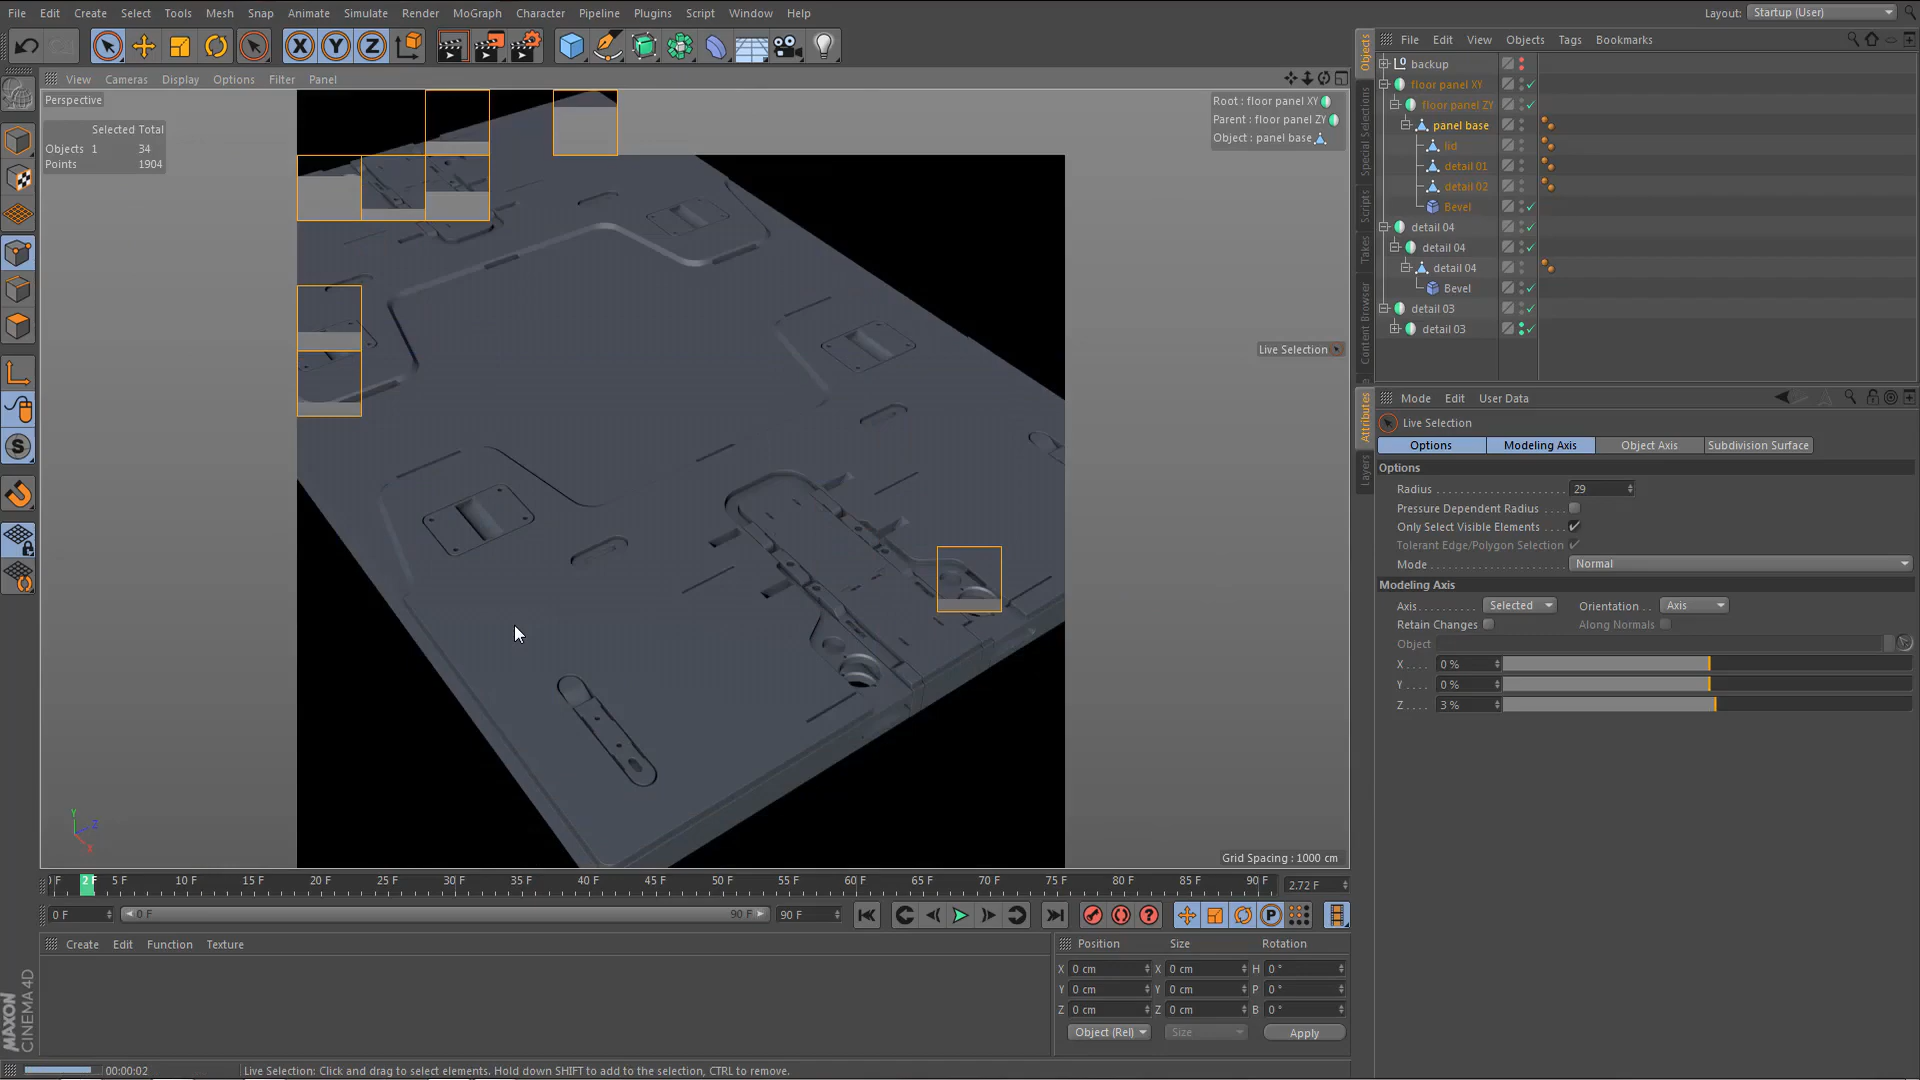 File Edit Create Select Tools Mesh Snap Animate Simulate Render MoGraph Character Pipeline Plugins Script Window Help
Layout: Startup (User)
X Y Z
File Edit View Objects Tags Bookmarks
View Cameras Display Options Filter Panel
Perspective
Selected Total
Objects 1 34
Points 1904
Root : floor panel XY
Parent : floor panel ZY
Object : panel base
Live Selection
Grid Spacing : 1000 cm
Y
Z
X
S
Objects
Special Selections
Scripts
Takes
Content Browser
Attributes
Layers
backup
floor panel XY
floor panel ZY
panel base
lid
detail 01
detail 02
Bevel
detail 04
detail 04
detail 04
Bevel
detail 03
detail 03
Mode Edit User Data
Live Selection
Options Modeling Axis Object Axis Subdivision Surface
Options
Radius 29
Pressure Dependent Radius
Only Select Visible Elements
Tolerant Edge/Polygon Selection
Mode Normal
Modeling Axis
Axis Selected Orientation Axis
Retain Changes Along Normals
Object
X 0 %
Y 0 %
Z 3 %
2 F 5 F 10 F 15 F 20 F 25 F 30 F 35 F 40 F 45 F 50 F 55 F 60 F 65 F 70 F 75 F 80 F 85 F 90 F 2.72 F
0 F 0 F 90 F 90 F
P
Create Edit Function Texture
Position Size Rotation
X 0 cm X 0 cm H 0 °
Y 0 cm Y 0 cm P 0 °
Z 0 cm Z 0 cm B 0 °
Object (Rel) Size Apply
MAXON
CINEMA 4D
00:00:02 Live Selection: Click and drag to select elements. Hold down SHIFT to add to the selection, CTRL to remove.